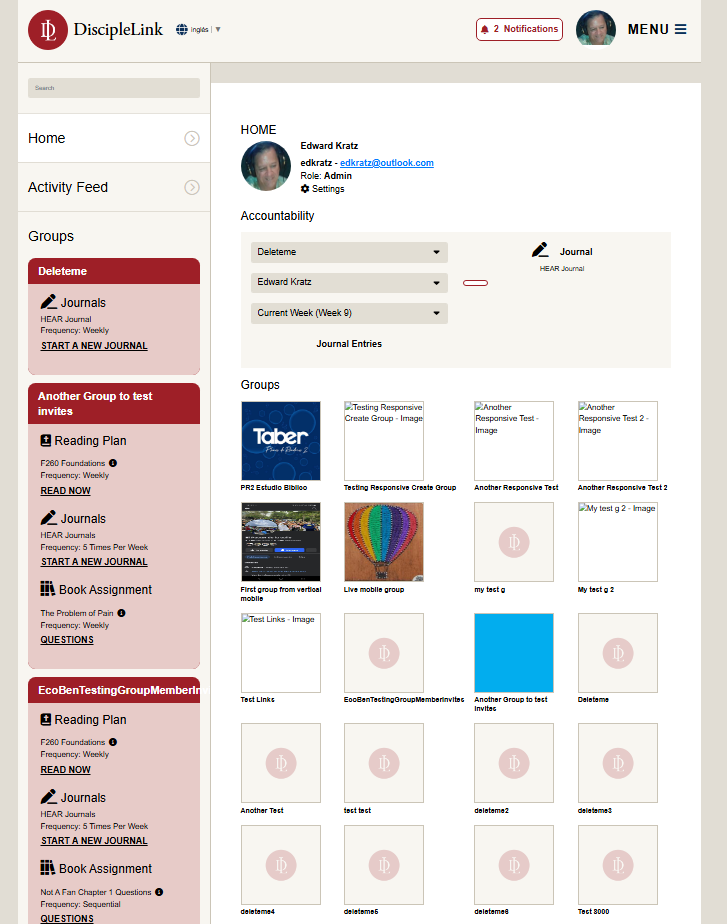 DiscipleLink
inglés | ▼
2 Notifications
MENU
Search
Home
Activity Feed
Groups
Deleteme
Journals
HEAR Journal
Frequency: Weekly
START A NEW JOURNAL
Another Group to test
invites
Reading Plan
F260 Foundations
Frequency: Weekly
READ NOW
Journals
HEAR Journals
Frequency: 5 Times Per Week
START A NEW JOURNAL
Book Assignment
The Problem of Pain
Frequency: Weekly
QUESTIONS
EcoBenTestingGroupMemberIn
Reading Plan
F260 Foundations
Frequency: Weekly
READ NOW
Journals
HEAR Journals
Frequency: 5 Times Per Week
START A NEW JOURNAL
Book Assignment
Not A Fan Chapter 1 Questions
Frequency: Sequential
QUESTIONS
HOME
Edward Kratz
edkratz - edkratz@outlook.com
Role: Admin
Settings
Accountability
Deleteme
Edward Kratz
Current Week (Week 9)
Journal Entries
Journal
HEAR Journal
Groups
Taber
PR2 Estudio Biblico
Testing Responsive
Create Group - Image
Testing Responsive Create Group
Another
Responsive Test -
Image
Another Responsive Test
Another
Responsive Test 2 -
Image
Another Responsive Test 2
First group from vertical
mobile
Live mobile group
my test g
My test g 2 - Image
My test g 2
Test Links - Image
Test Links
EcoBenTestingGroupMemberInvites
Another Group to test
invites
Deleteme
Another Test
test test
deleteme2
deleteme3
deleteme4
deleteme5
deleteme6
Test 3000